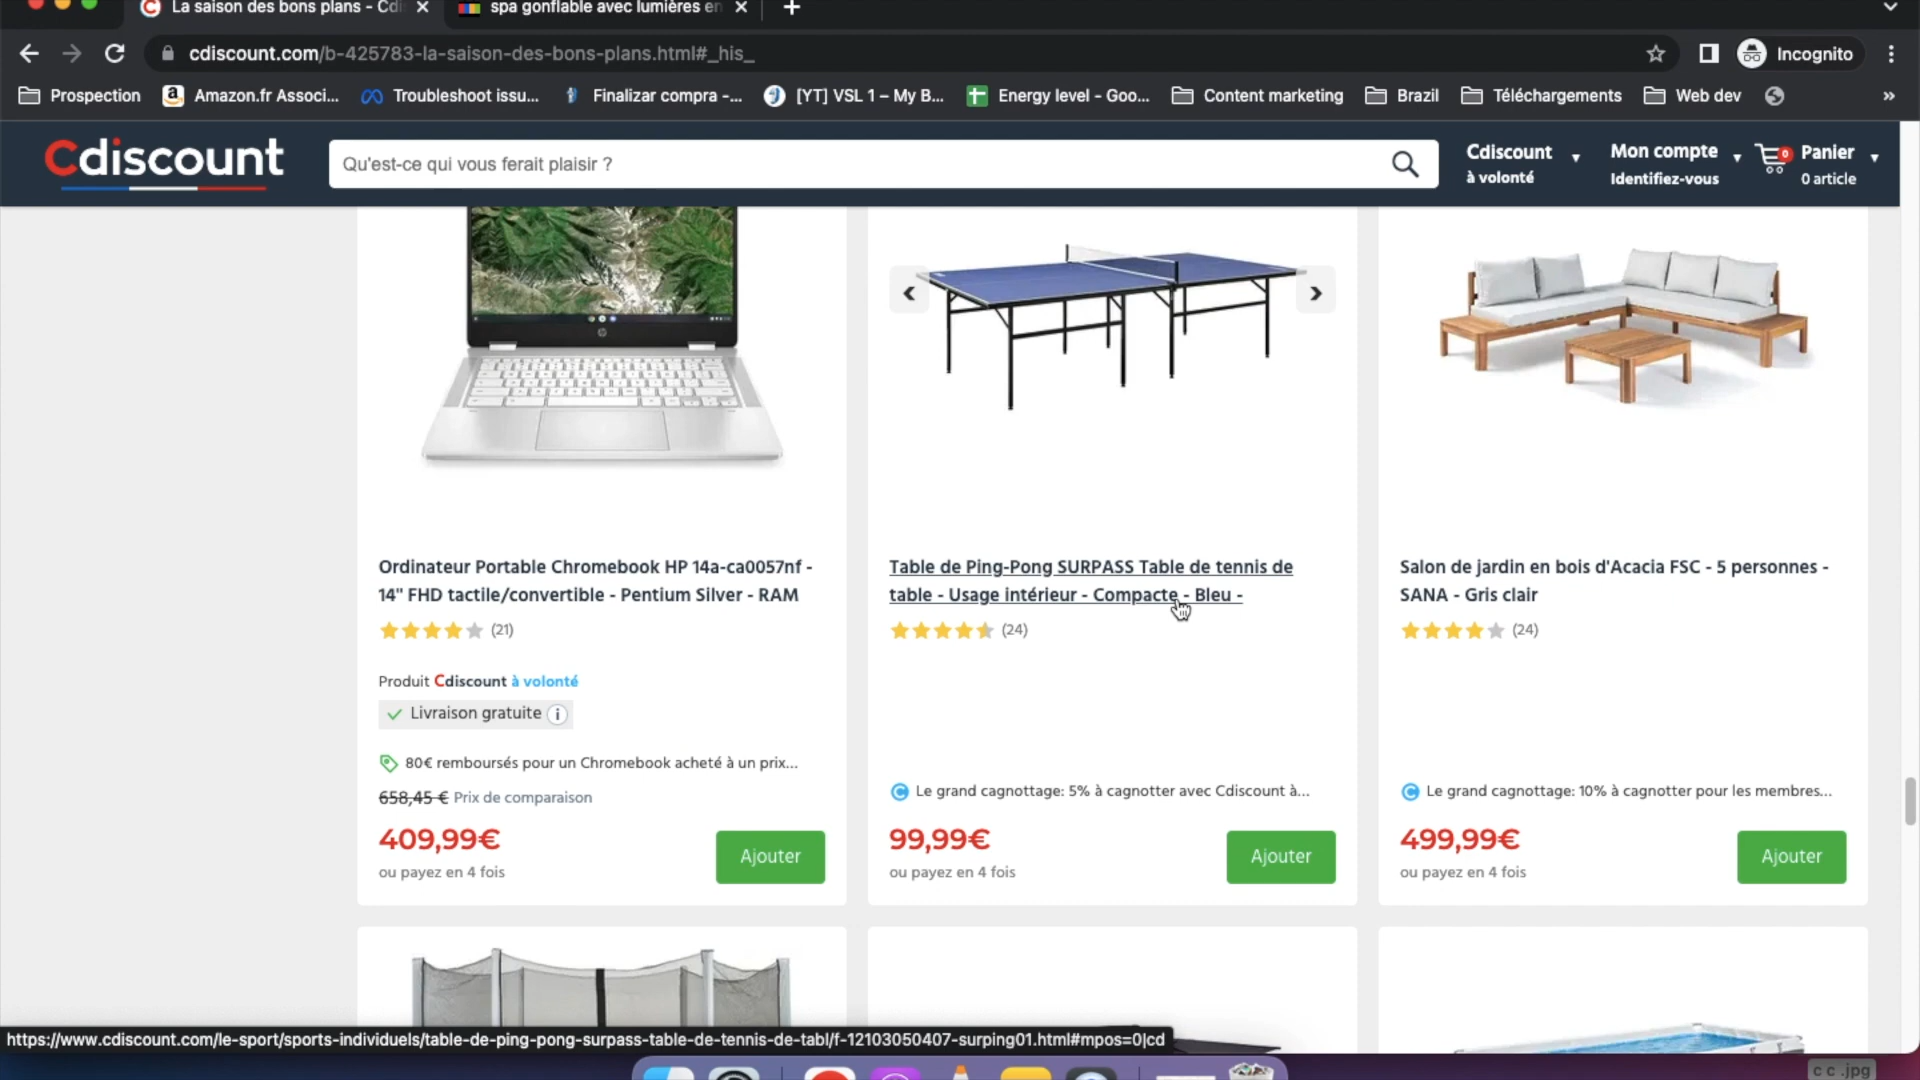 La saison des bons plans - Cdi
spa gonflable avec lumières en
cdiscount.com/b-425783-la-saison-des-bons-plans.html#_his_
Incognito
Prospection
Amazon.fr Associ...
Troubleshoot issu...
Finalizar compra -...
[YT] VSL 1 – My B...
Energy level - Goo...
Content marketing
Brazil
Téléchargements
Web dev
»
Cdiscount
Qu'est-ce qui vous ferait plaisir ?
Cdiscount
à volonté
Mon compte
Identifiez-vous
0
Panier
0 article
Ordinateur Portable Chromebook HP 14a-ca0057nf -
14" FHD tactile/convertible - Pentium Silver - RAM
(21)
Produit Cdiscount à volonté
Livraison gratuite i
80€ remboursés pour un Chromebook acheté à un prix...
658,45 € Prix de comparaison
409,99€
ou payez en 4 fois
Ajouter
Table de Ping-Pong SURPASS Table de tennis de
table - Usage intérieur - Compacte - Bleu -
(24)
Le grand cagnottage: 5% à cagnotter avec Cdiscount à...
99,99€
ou payez en 4 fois
Ajouter
Salon de jardin en bois d'Acacia FSC - 5 personnes -
SANA - Gris clair
(24)
Le grand cagnottage: 10% à cagnotter pour les membres...
499,99€
ou payez en 4 fois
Ajouter
https://www.cdiscount.com/le-sport/sports-individuels/table-de-ping-pong-surpass-table-de-tennis-de-tabl/f-12103050407-surping01.html#mpos=0|cd
c c .jpg